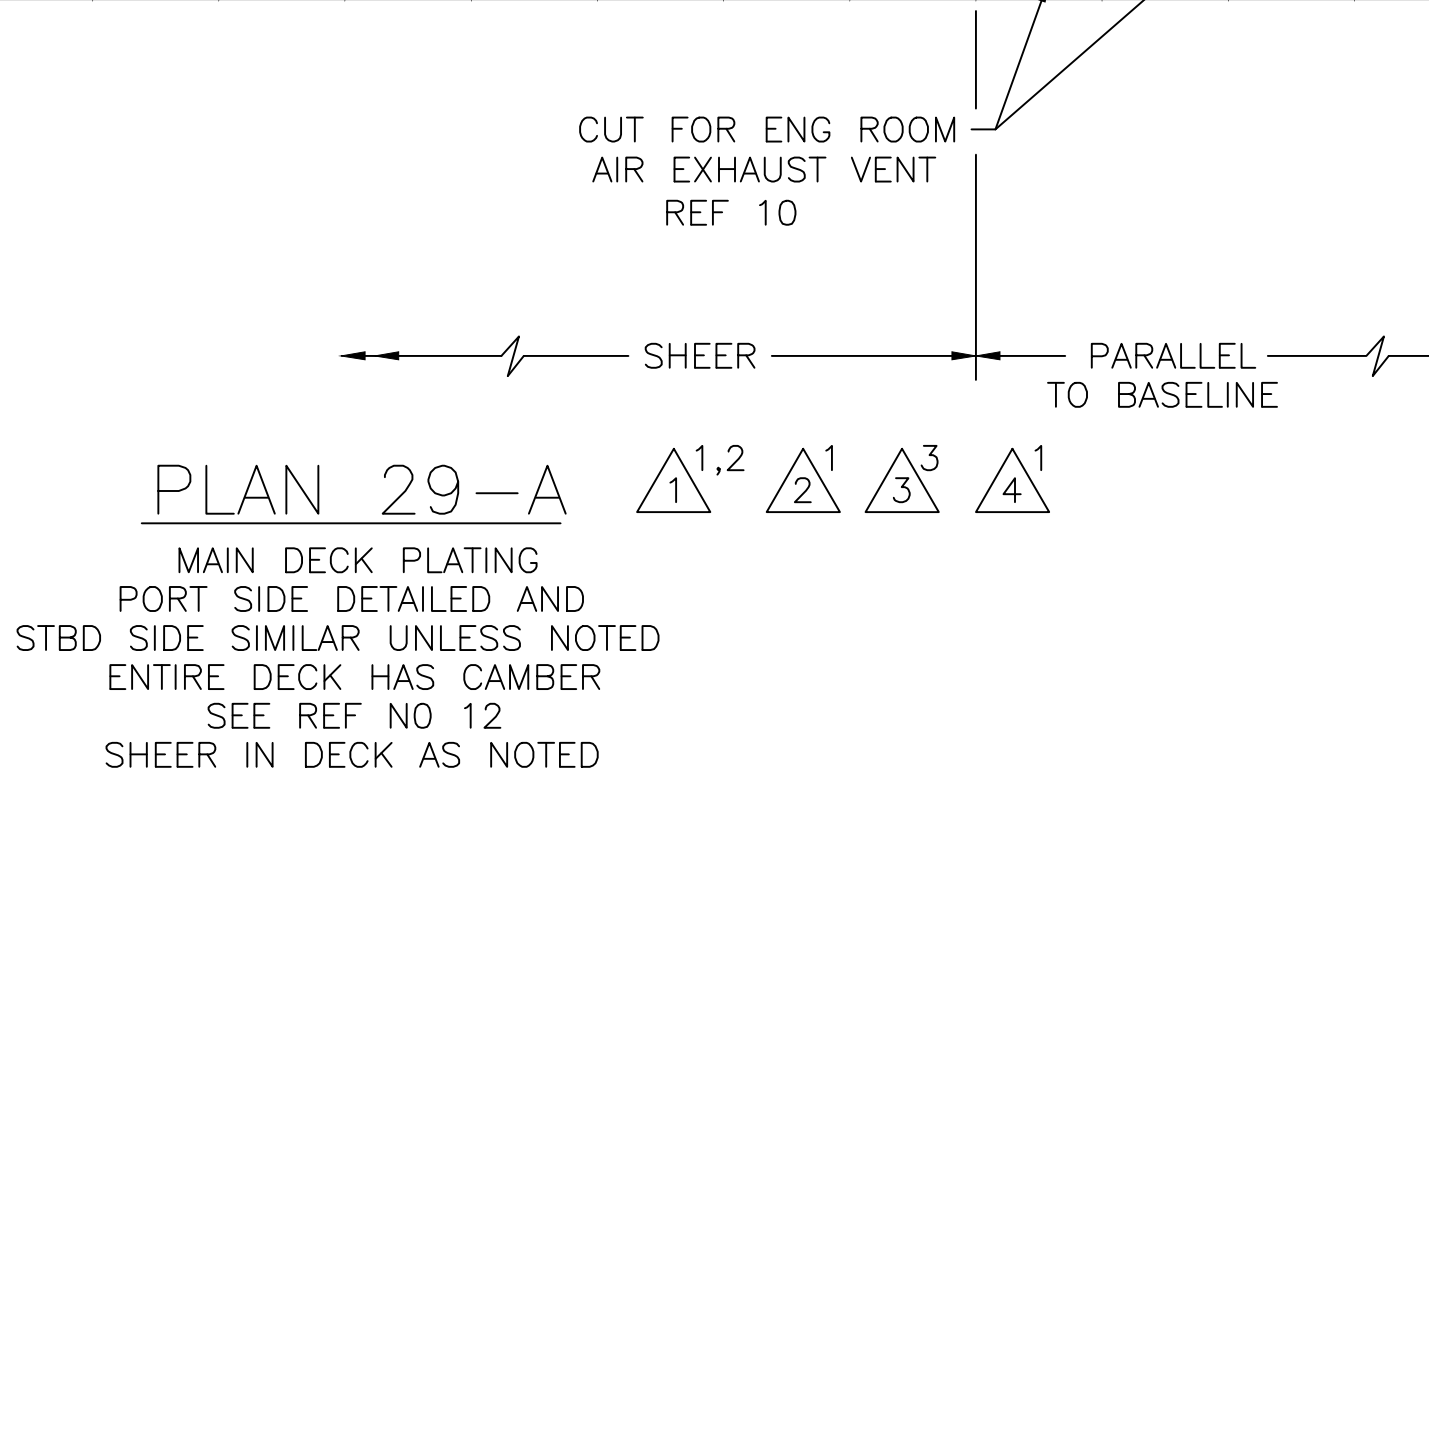 CUT FOR ENG ROOM
AIR EXHAUST VENT
REF 10
SHEER
PARALLEL
TO BASELINE
PLAN 29-A
1 1,2
2 1
3 3
4 1
MAIN DECK PLATING
PORT SIDE DETAILED AND
STBD SIDE SIMILAR UNLESS NOTED
ENTIRE DECK HAS CAMBER
SEE REF NO 12
SHEER IN DECK AS NOTED